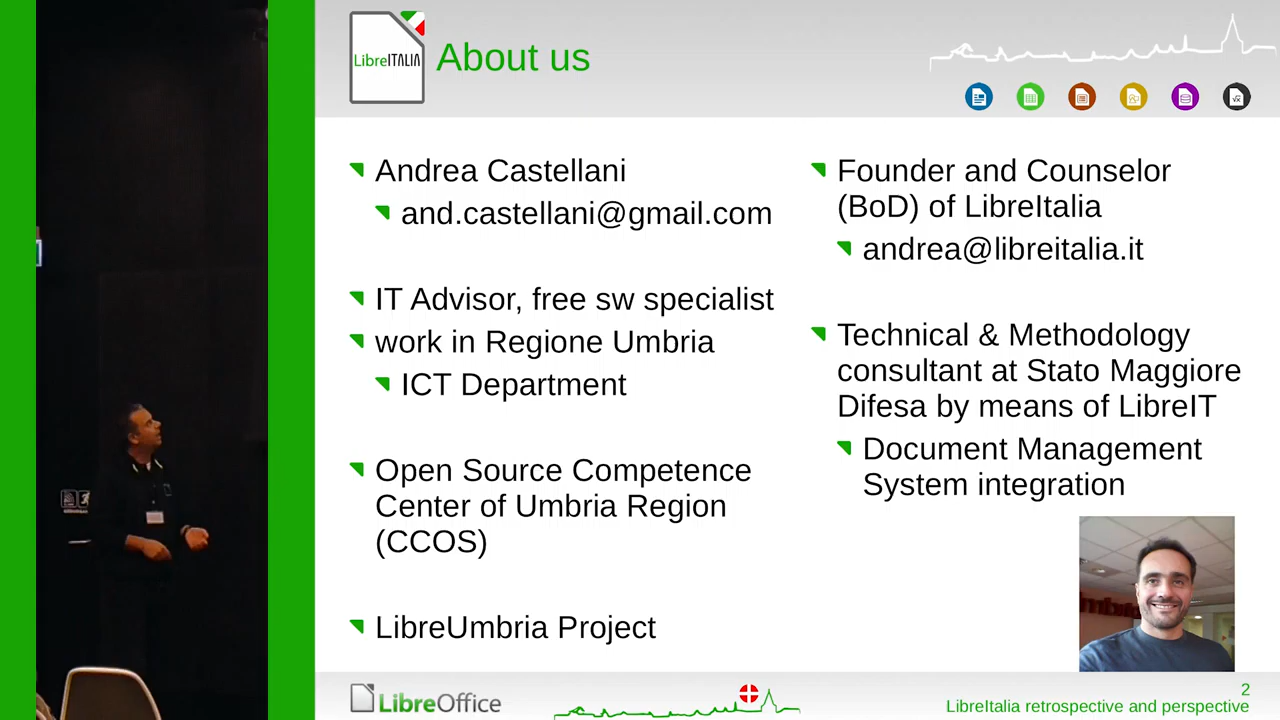 LibreITALIA
About us
Andrea Castellani
and.castellani@gmail.com
IT Advisor, free sw specialist
work in Regione Umbria
ICT Department
Open Source Competence
Center of Umbria Region
(CCOS)
LibreUmbria Project
Founder and Counselor
(BoD) of LibreItalia
andrea@libreitalia.it
Technical & Methodology
consultant at Stato Maggiore
Difesa by means of LibreIT
Document Management
System integration
LibreOffice
2
LibreItalia retrospective and perspective